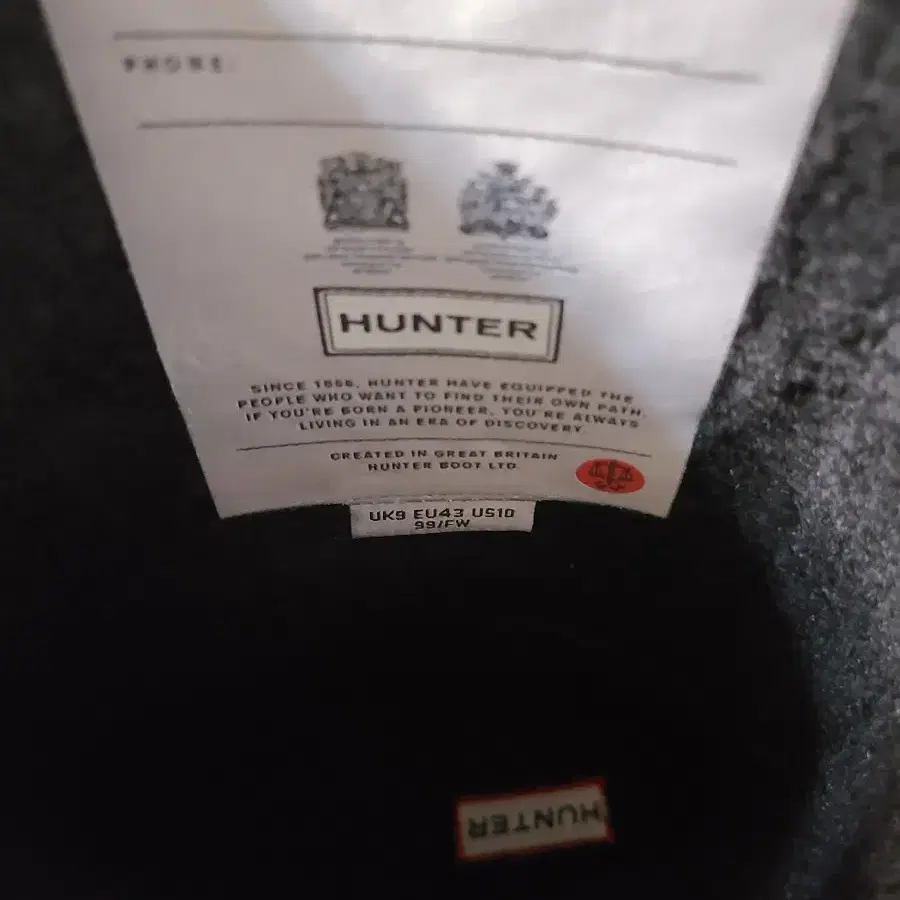 PHONE:
HUNTER
SINCE 1856, HUNTER HAVE EQUIPPED THE
PEOPLE WHO WANT TO FIND THEIR OWN PATH.
IF YOU'RE BORN A PIONEER, YOU'RE ALWAYS
LIVING IN AN ERA OF DISCOVERY.
CREATED IN GREAT BRITAIN
HUNTER BOOT LTD.
UK9 EU43 US10
99/FW
HUNTER